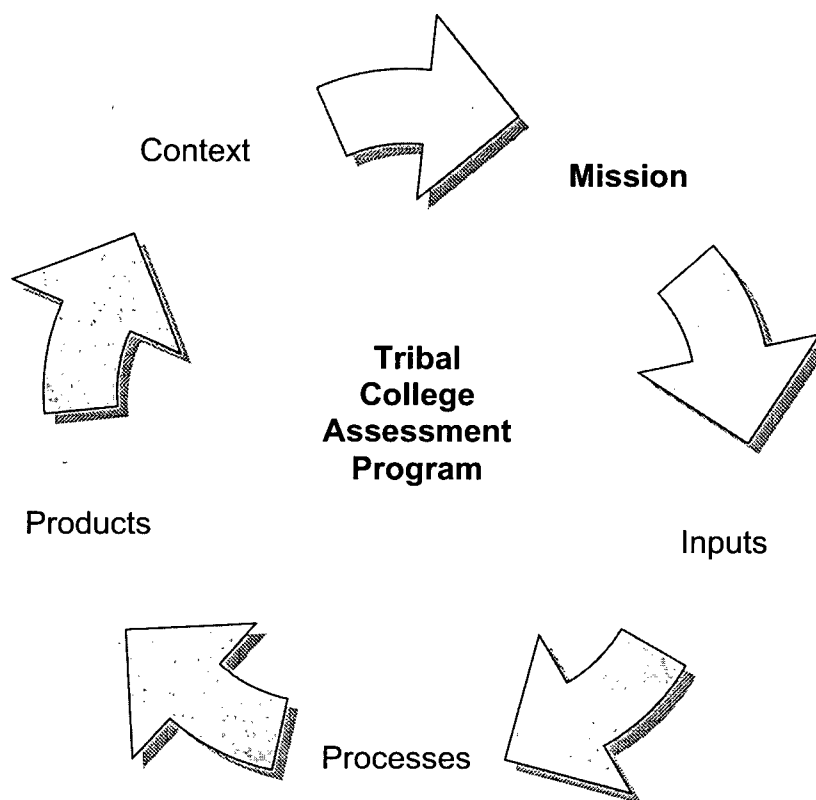 Context
Mission
Tribal
College
Assessment
Program
Products
Inputs
Processes